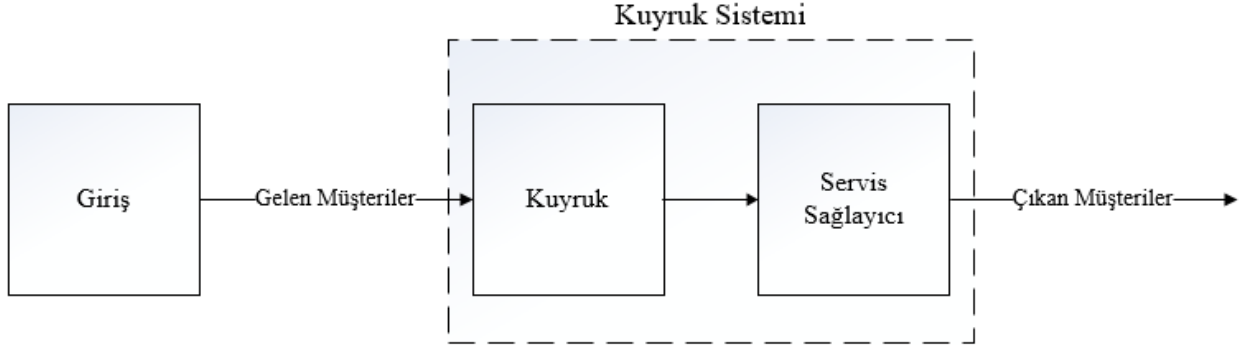 Kuyruk Sistemi
Giriş
Gelen Müşteriler
Kuyruk
Servis
Sağlayıcı
Çıkan Müşteriler